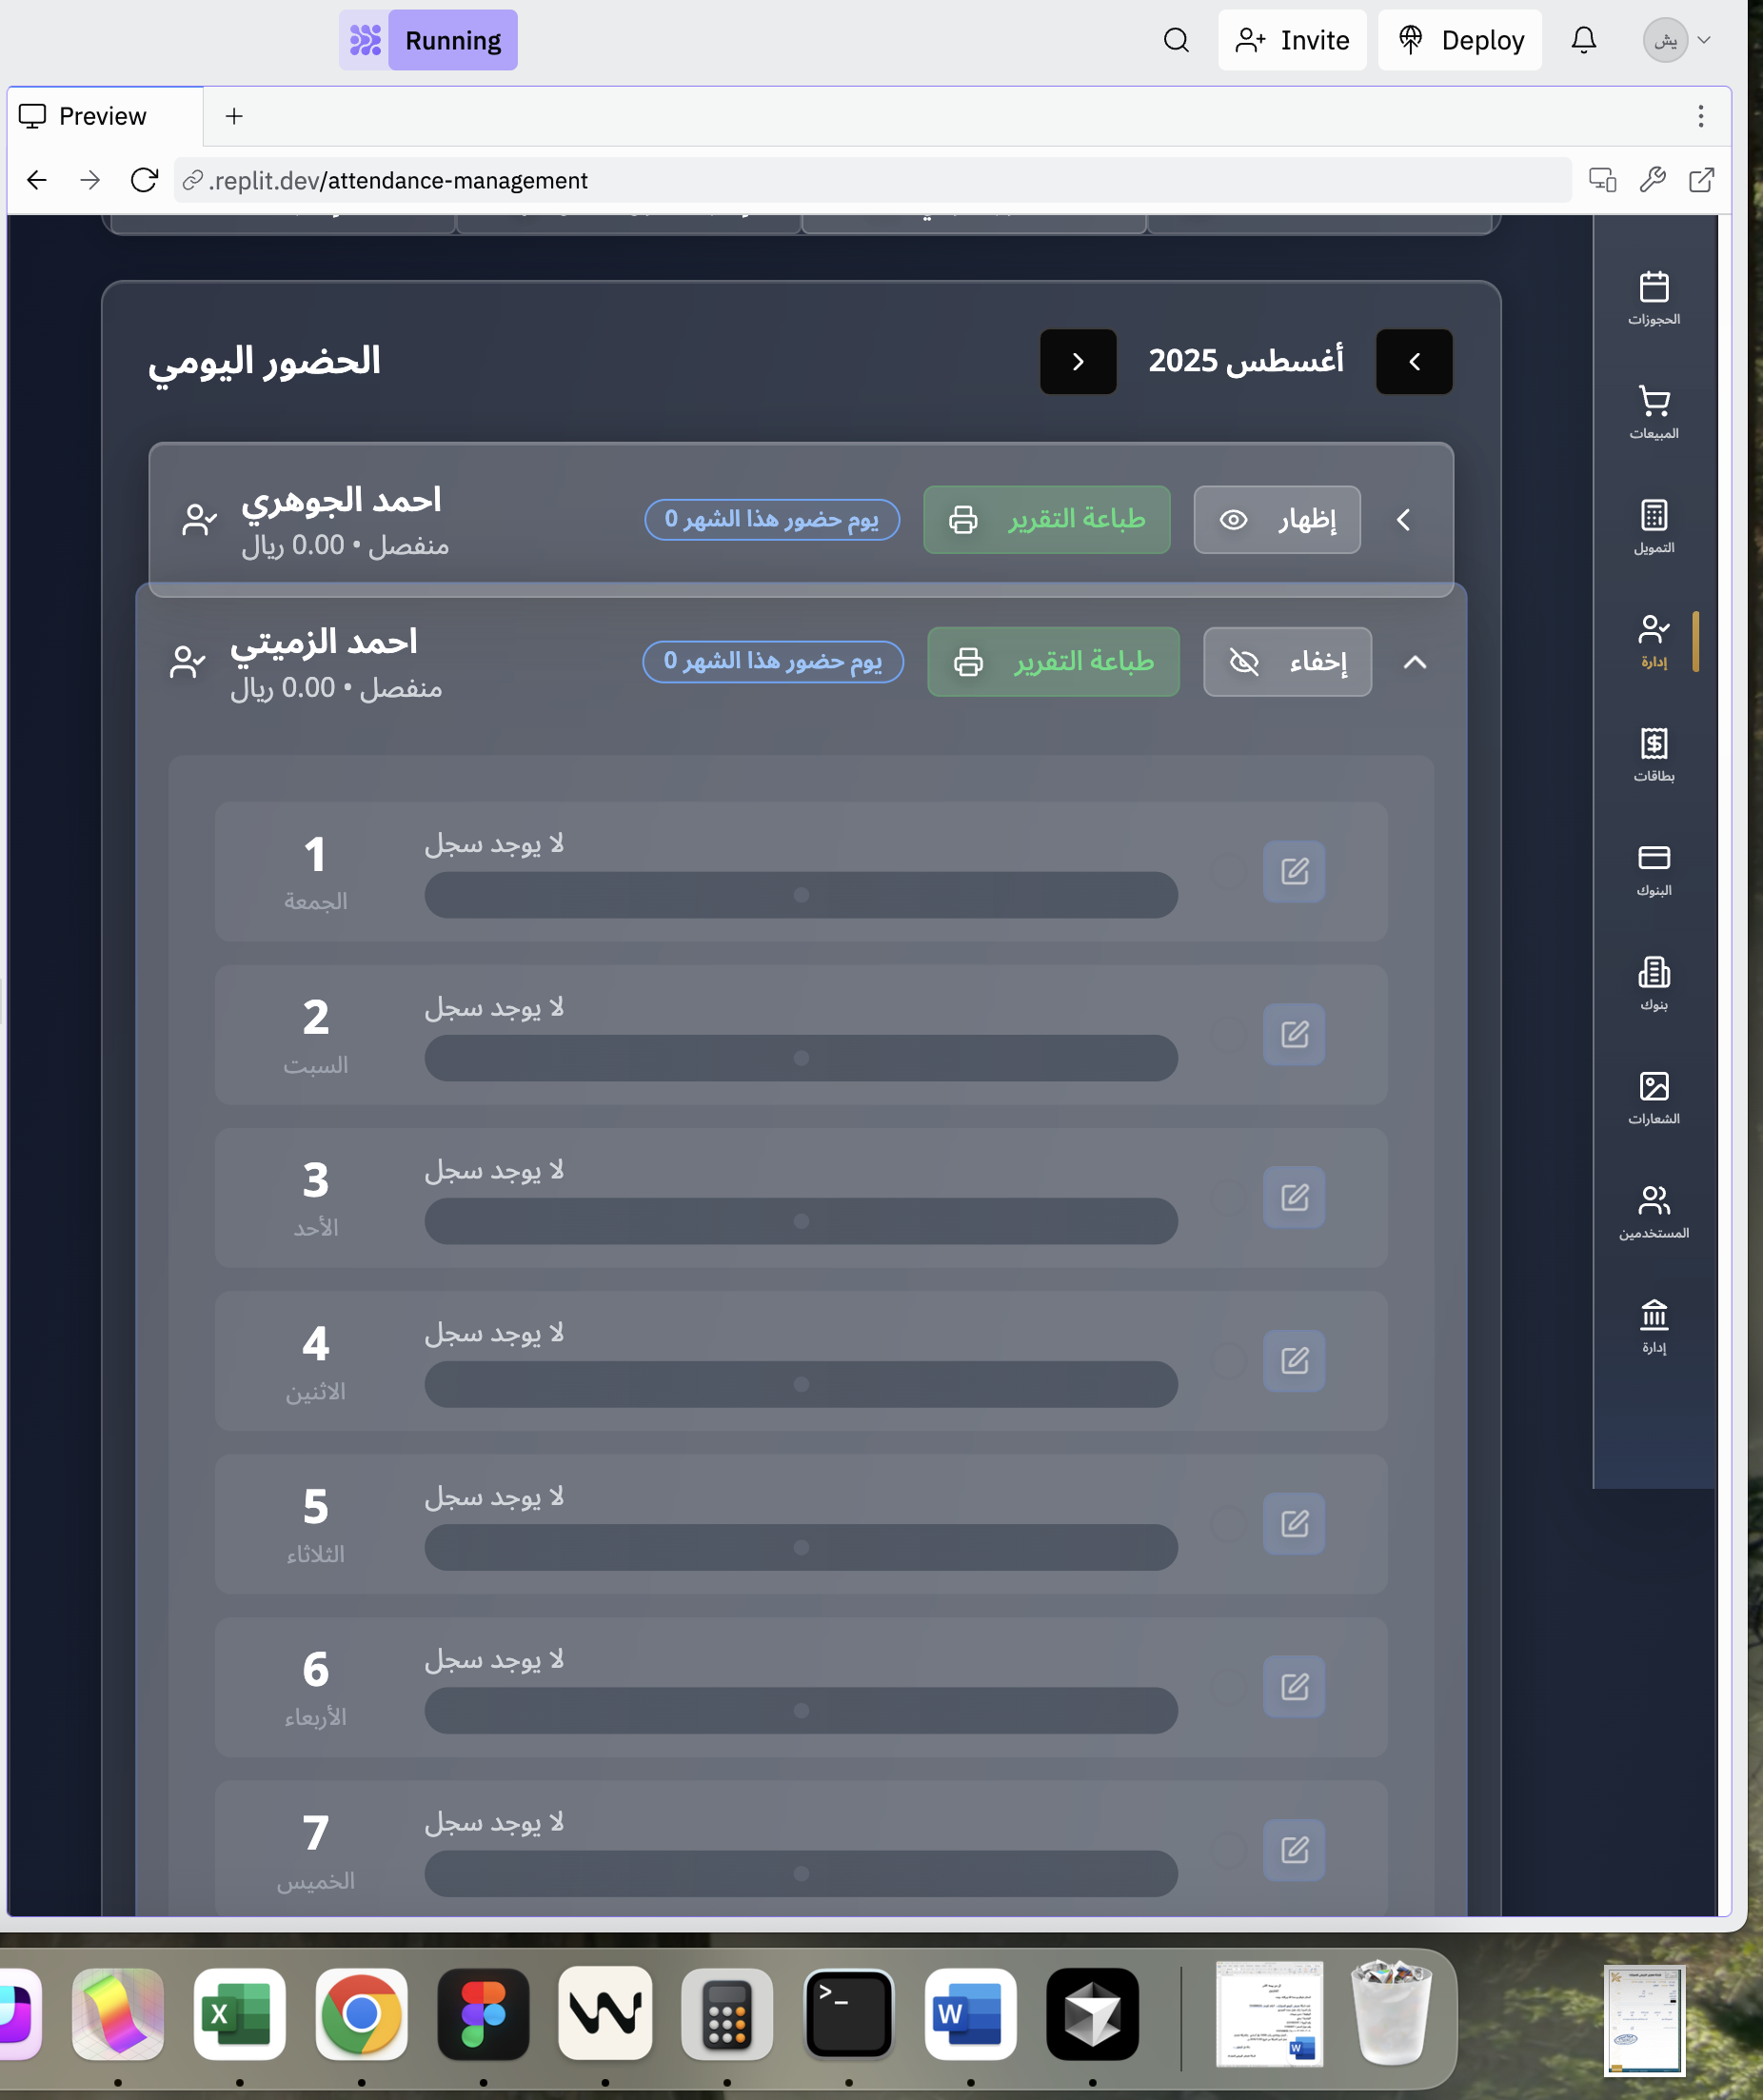 Running
Invite
Deploy
يش
Preview
.replit.dev/attendance-management
الحجوزات
المبيعات
التمويل
إدارة
بطاقات
البنوك
بنوك
الشعارات
المستخدمين
إدارة
أغسطس 2025
الحضور اليومي
إظهار
طباعة التقرير
يوم حضور هذا الشهر 0
احمد الجوهري
منفصل • 0.00 ريال
إخفاء
طباعة التقرير
يوم حضور هذا الشهر 0
احمد الزميتي
منفصل • 0.00 ريال
لا يوجد سجل
1
الجمعة
لا يوجد سجل
2
السبت
لا يوجد سجل
3
الأحد
لا يوجد سجل
4
الاثنين
لا يوجد سجل
5
الثلاثاء
لا يوجد سجل
6
الأربعاء
لا يوجد سجل
7
الخميس